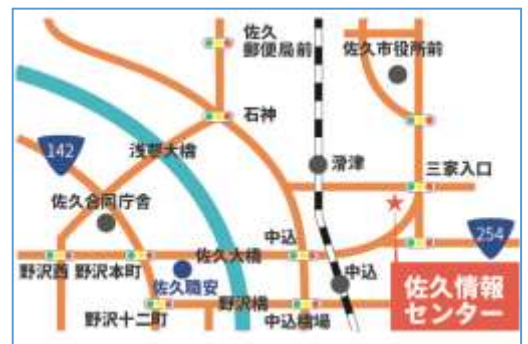 佐久
郵便局前
佐久市役所前
石神
142
浅蓼大橋
滑津
三家入口
佐久合同庁舎
254
中込
佐久大橋
野沢西
野沢本町
中込
佐久職安
佐久情報
センター
野沢橋
野沢十二町
中込橋場